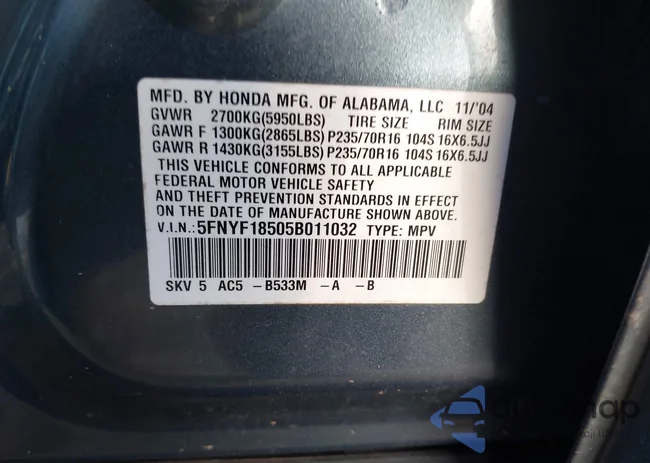 MFD. BY HONDA MFG. OF ALABAMA, LLC 11/'04
GVWR 2700KG(5950LBS) TIRE SIZE RIM SIZE
GAWR F 1300KG(2865LBS) P235/70R16 104S 16X6.5JJ
GAWR R 1430KG(3155LBS) P235/70R16 104S 16X6.5JJ
THIS VEHICLE CONFORMS TO ALL APPLICABLE
FEDERAL MOTOR VEHICLE SAFETY
AND THEFT PREVENTION STANDARDS IN EFFECT
ON THE DATE OF MANUFACTURE SHOWN ABOVE.
V.I.N.:5FNYF18505B011032 TYPE: MPV
SKV 5 AC5 -B533M -A -B